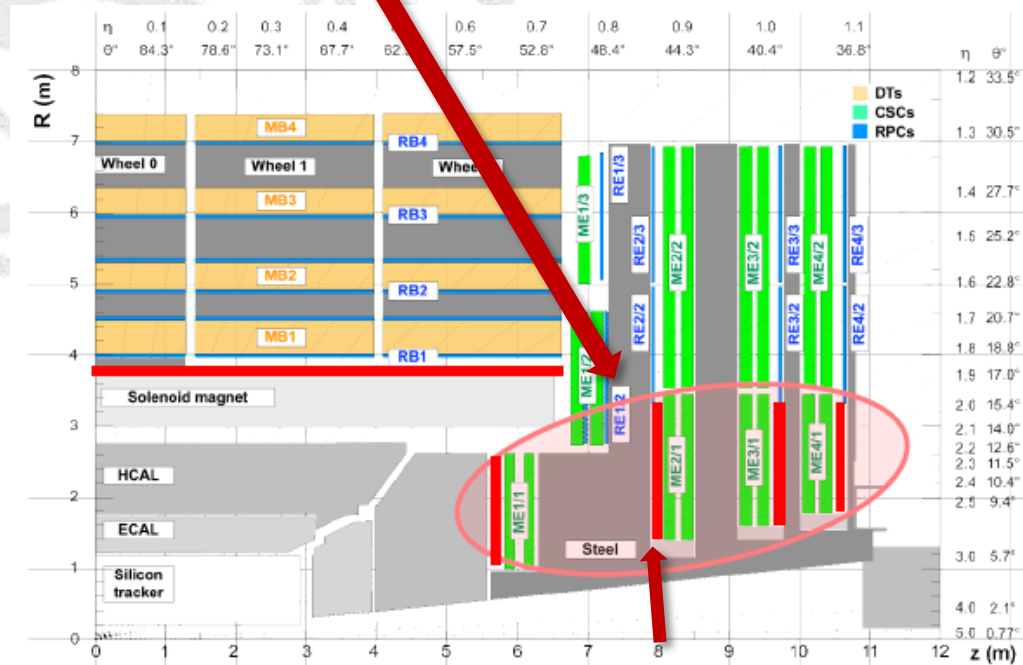 η 0.1 0.2 0.3 0.4 0.6 0.7 0.8 0.9 1.0 1.1
θ° 84.3° 78.6° 73.1° 67.7° 57.5° 52.8° 48.4° 44.3° 40.4° 36.8°
η θ°
R (m)
8
7
6
5
4
3
2
1
0
1.2 33.5°
1.3 30.5°
1.4 27.7°
1.5 25.2°
1.6 22.8°
1.7 20.7°
1.8 18.8°
1.9 17.0°
2.0 15.4°
2.1 14.0°
2.2 12.6°
2.3 11.5°
2.4 10.4°
2.5 9.4°
3.0 5.7°
4.0 2.1°
5.0 0.77°
DTs
CSCs
RPCs
MB4
RB4
Wheel 0
Wheel 1
MB3
RB3
MB2
RB2
MB1
RB1
Solenoid magnet
HCAL
ECAL
Silicon
tracker
Steel
ME1/3
RE1/3
ME1/2
RE1/2
ME1/1
RE2/3
RE2/2
ME2/2
ME2/1
ME3/2
ME3/1
RE3/3
RE3/2
ME4/2
ME4/1
RE4/3
RE4/2
0 1 2 3 4 5 6 7 8 9 10 11 12
z (m)